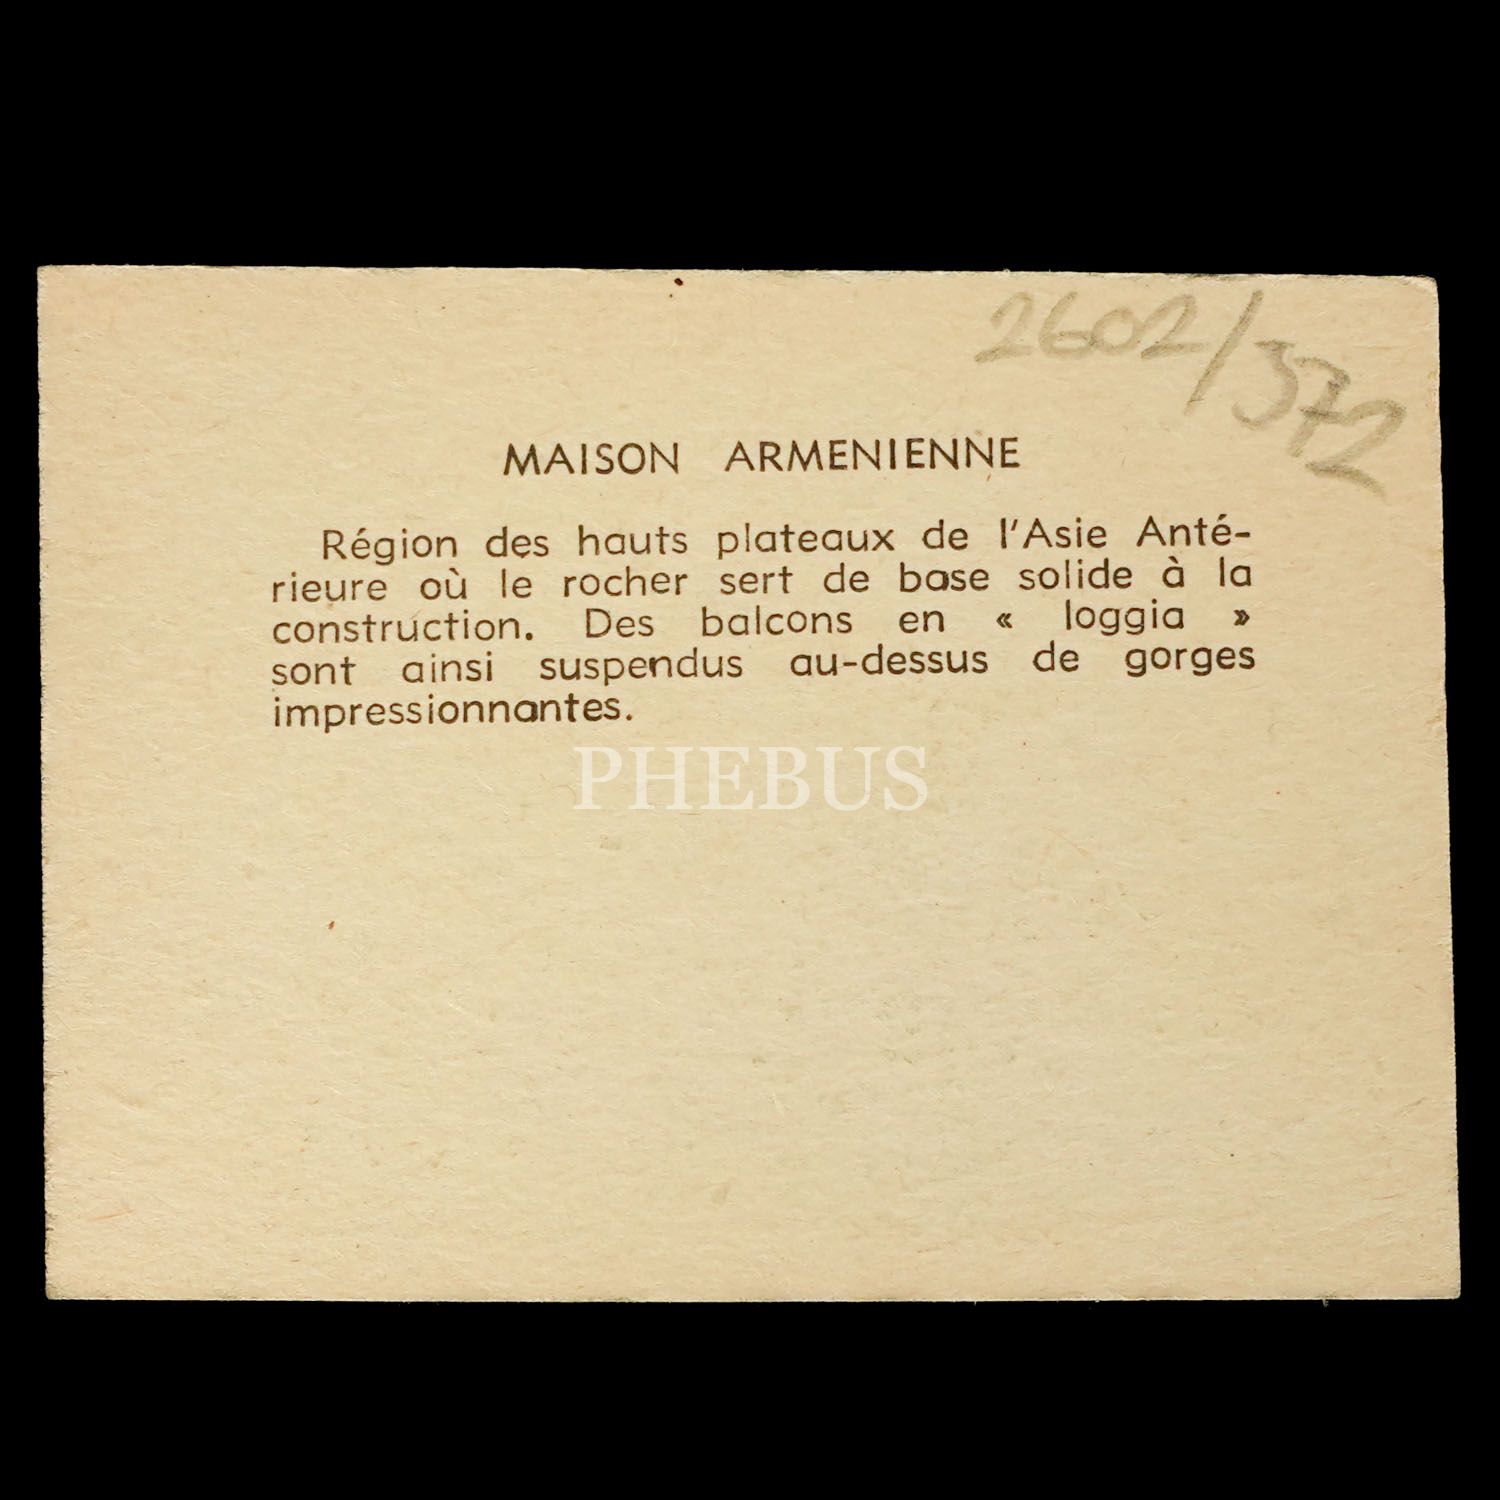 2602/372
MAISON ARMENIENNE
Région des hauts plateaux de l'Asie Anté-
rieure où le rocher sert de base solide à la
construction. Des balcons en « loggia »
sont ainsi suspendus au-dessus de gorges
impressionnantes.
PHEBUS